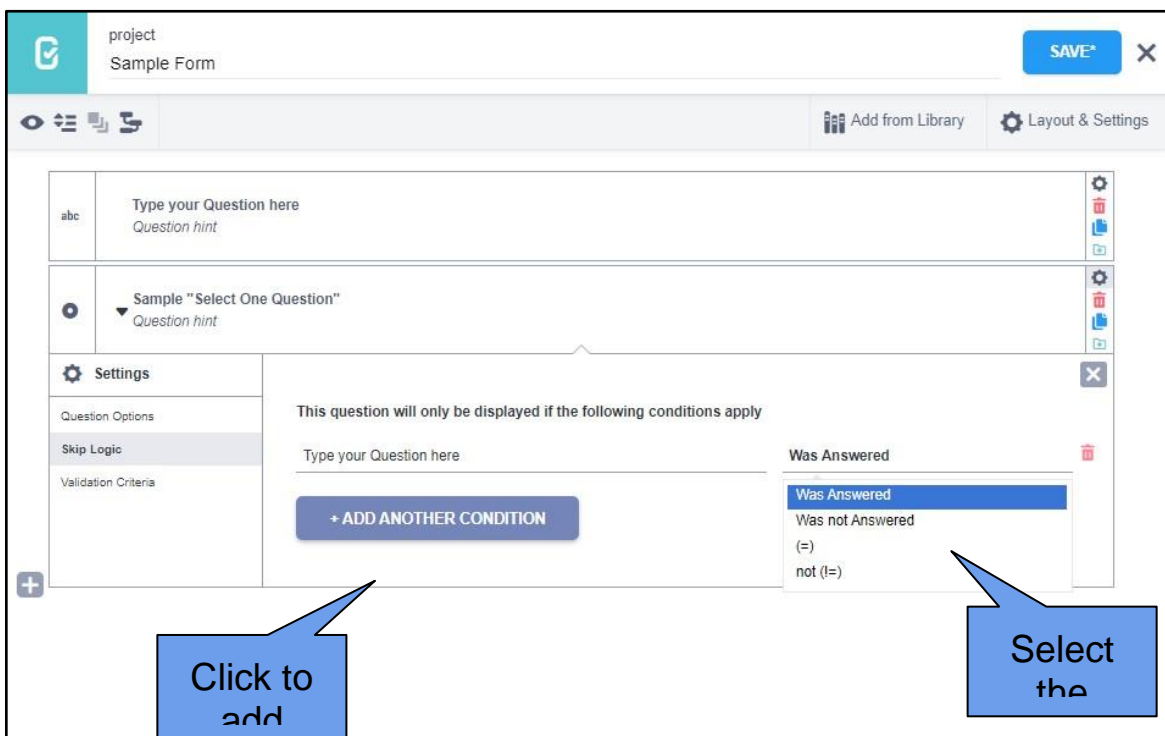 project
Sample Form
SAVE*
Add from Library
Layout & Settings
abc
Type your Question here
Question hint
Sample "Select One Question"
Question hint
Settings
Question Options
Skip Logic
Validation Criteria
This question will only be displayed if the following conditions apply
Type your Question here
Was Answered
Was Answered
Was not Answered
(=)
not (!=)
+ ADD ANOTHER CONDITION
Click to
add
Select
the